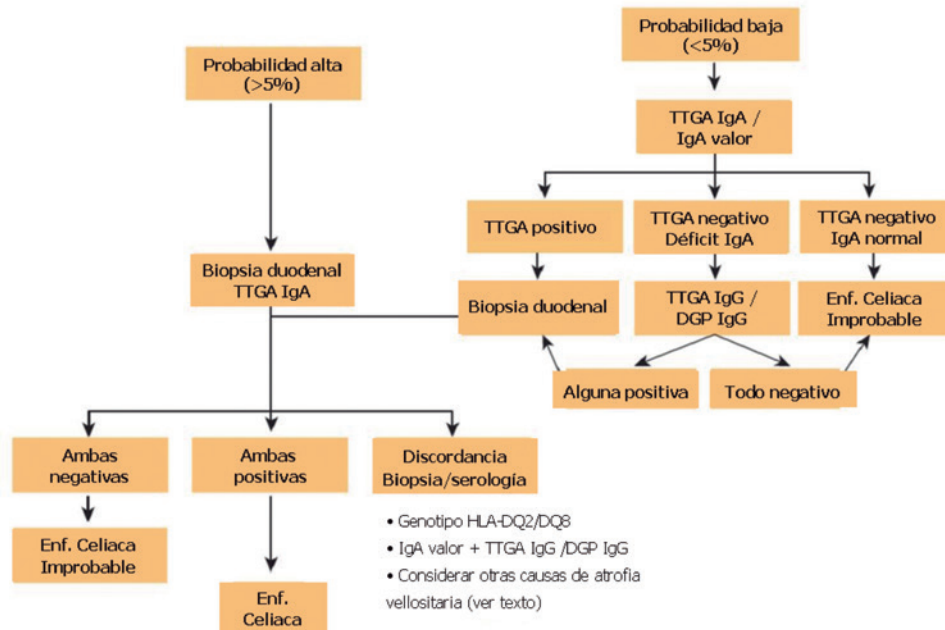 Probabilidad alta
(>5%)
Probabilidad baja
(<5%)
TTGA IgA /
IgA valor
TTGA positivo
TTGA negativo
Déficit IgA
TTGA negativo
IgA normal
Biopsia duodenal
TTGA IgA
Biopsia duodenal
TTGA IgG /
DGP IgG
Enf. Celiaca
Improbable
Alguna positiva
Todo negativo
Ambas
negativas
Ambas
positivas
Discordancia
Biopsia/serología
Enf. Celiaca
Improbable
Enf.
Celiaca
• Genotipo HLA-DQ2/DQ8
• IgA valor + TTGA IgG /DGP IgG
• Considerar otras causas de atrofia
vellositaria (ver texto)